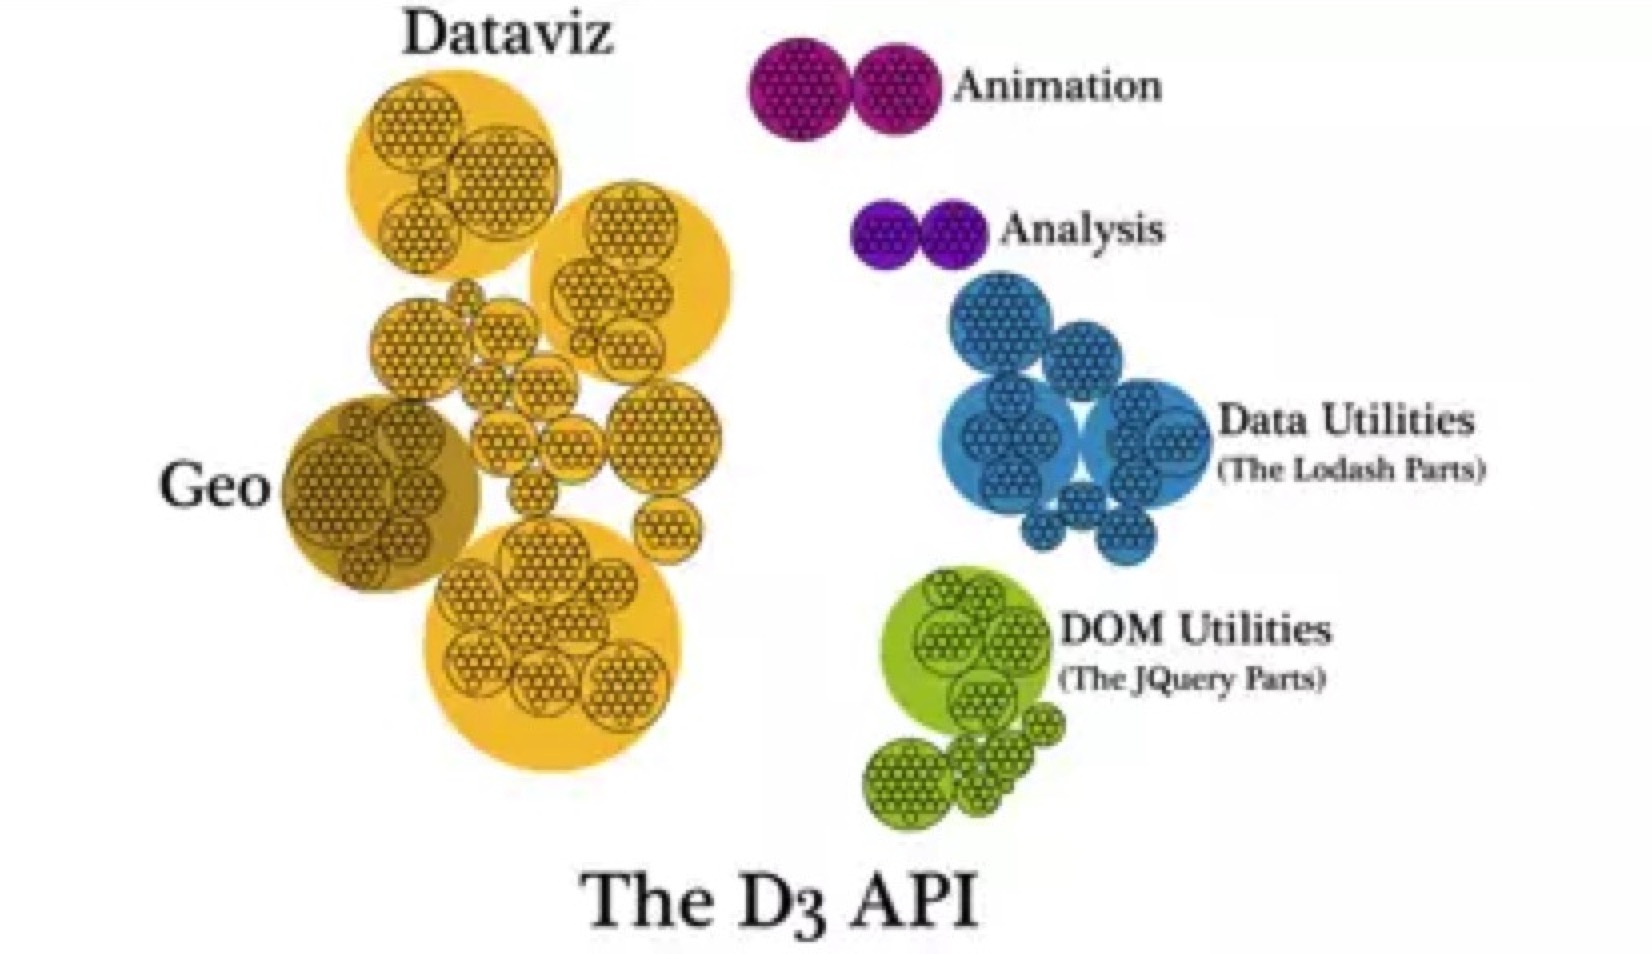 Dataviz
Animation
Analysis
Data Utilities
(The Lodash Parts)
Geo
DOM Utilities
(The JQuery Parts)
The D3 API